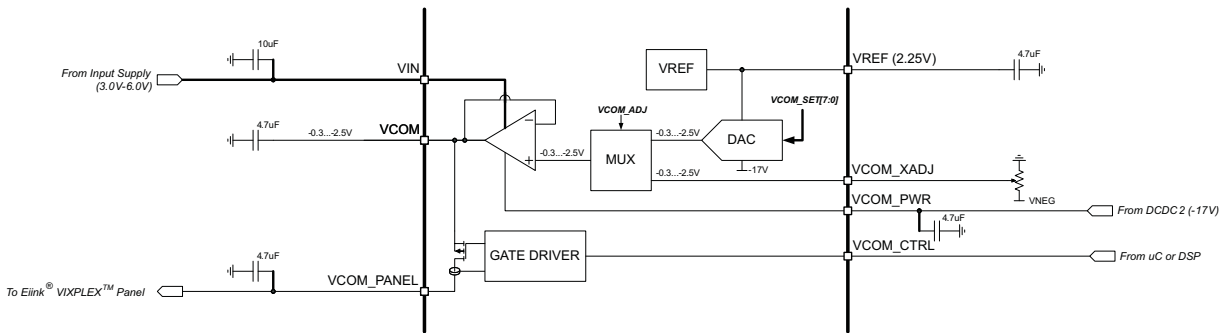 10uF
From Input Supply
(3.0V-6.0V)
VIN
4.7uF
-0.3...-2.5V
VCOM
VREF
VREF (2.25V)
4.7uF
VCOM_ADJ
VCOM_SET[7:0]
-0.3...-2.5V
DAC
MUX
-0.3...-2.5V
-17V
-0.3...-2.5V
VCOM_XADJ
VNEG
VCOM_PWR
From DCDC2 (-17V)
4.7uF
GATE DRIVER
VCOM_CTRL
From uC or DSP
4.7uF
VCOM_PANEL
To Eiink® VIXPLEX™ Panel